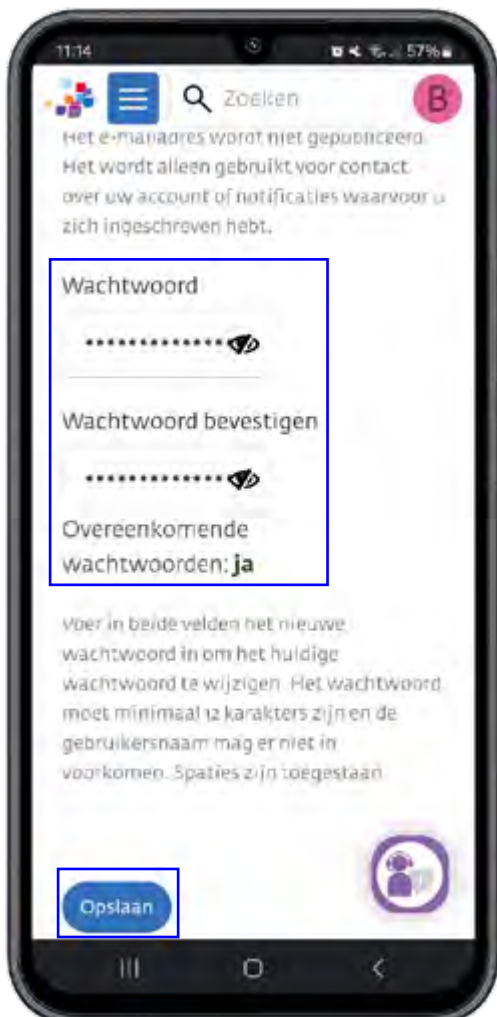 11:14
57%
Zoeken
B
Het e-mailadres wordt niet gepubliceerd.
Het wordt alleen gebruikt voor contact
over uw account of notificaties waarvoor u
zich ingeschreven hebt.
Wachtwoord
•••••••••••••
Wachtwoord bevestigen
•••••••••••••
Overeenkomende
wachtwoorden: ja
Voer in beide velden het nieuwe
wachtwoord in om het huidige
wachtwoord te wijzigen. Het wachtwoord
moet minimaal 12 karakters zijn en de
gebruikersnaam mag er niet in
voorkomen. Spaties zijn toegestaan.
Opslaan